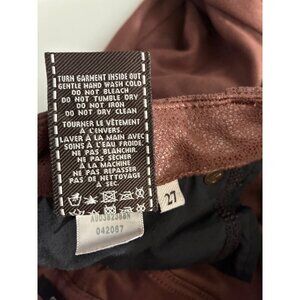 TURN GARMENT INSIDE OUT
GENTLE HAND WASH COLD
DO NOT BLEACH
DO NOT TUMBLE DRY
DO NOT IRON
DO NOT DRY CLEAN
TOURNER LE VÊTEMENT
À L'ENVERS.
LAVER À LA MAIN AVEC
SOINS À L'EAU FROIDE.
NE PAS BLANCHIR
NE PAS SÉCHER
À LA MACHINE
NE PAS REPASSER
PAS DE NETTOYAGE
À SEC.
042067
27